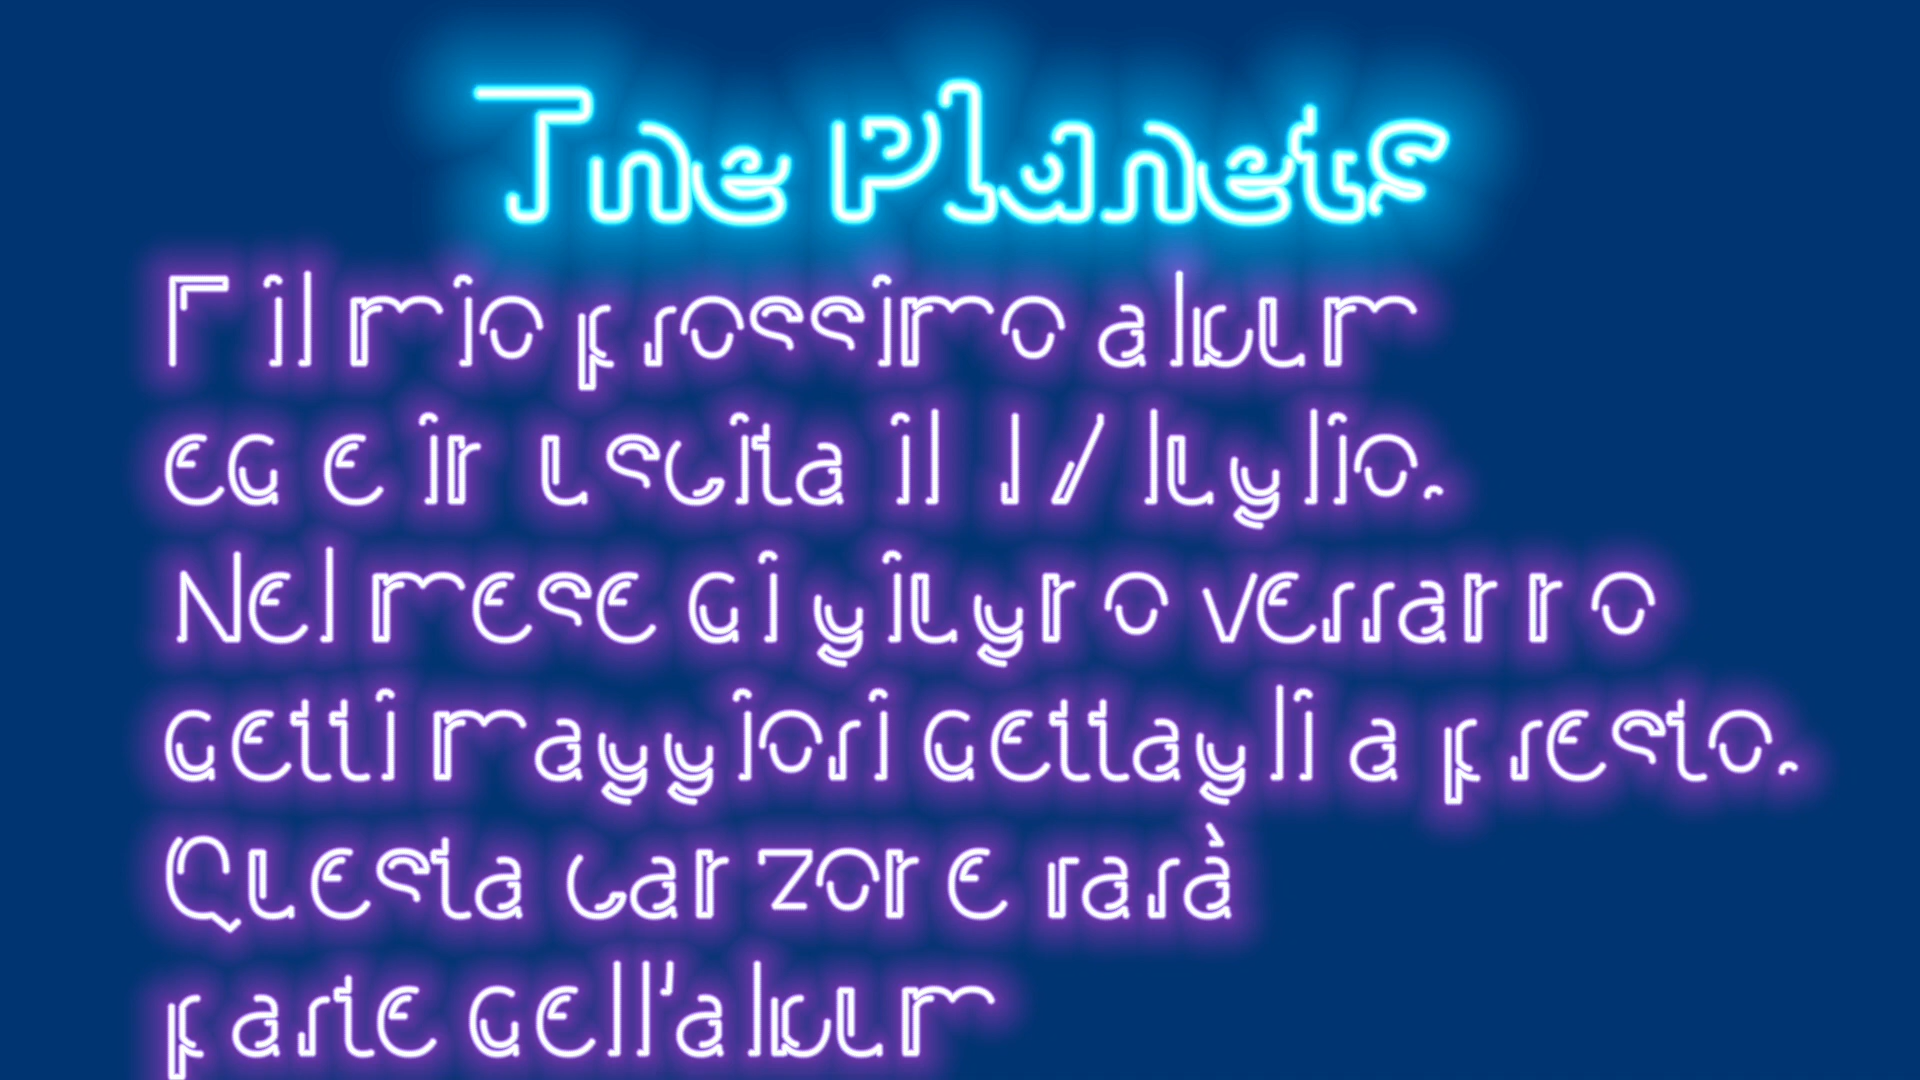 The Planets
E il mio prossimo album
ed e in uscita il 17 luglio.
Nel mese di giugno verranno
detti maggiori dettagli a presto.
Questa canzone farà
parte dell'album